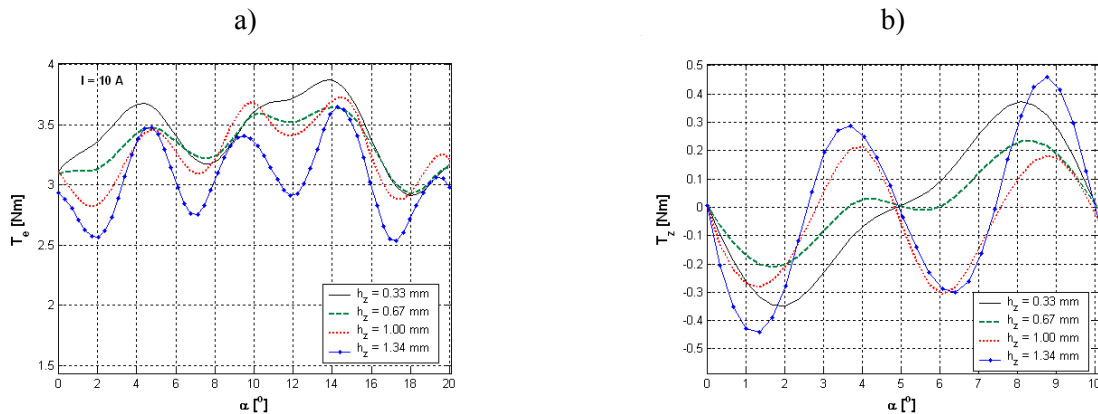 a)
b)
I = 10 A
4
3.5
3
2.5
2
1.5
T_e [Nm]
0 2 4 6 8 10 12 14 16 18 20
α [°]
h_z = 0.33 mm
h_z = 0.67 mm
h_z = 1.00 mm
h_z = 1.34 mm
0.5
0.4
0.3
0.2
0.1
0
-0.1
-0.2
-0.3
-0.4
-0.5
T_z [Nm]
0 1 2 3 4 5 6 7 8 9 10
α [°]
h_z = 0.33 mm
h_z = 0.67 mm
h_z = 1.00 mm
h_z = 1.34 mm